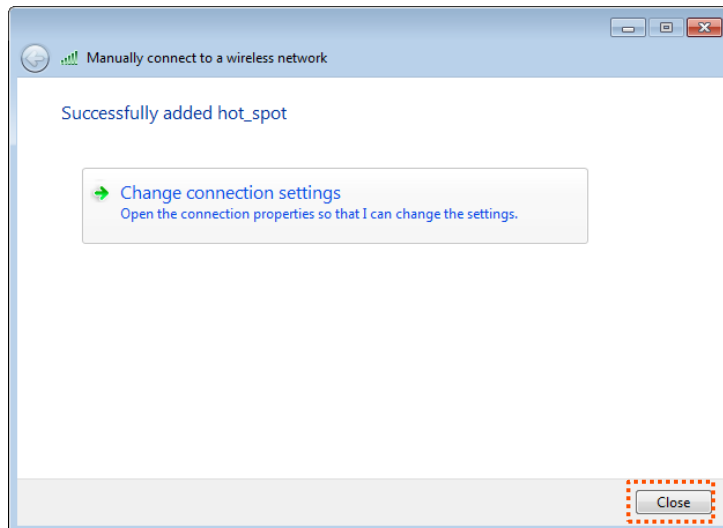 Manually connect to a wireless network
Successfully added hot_spot
Change connection settings
Open the connection properties so that I can change the settings.
Close